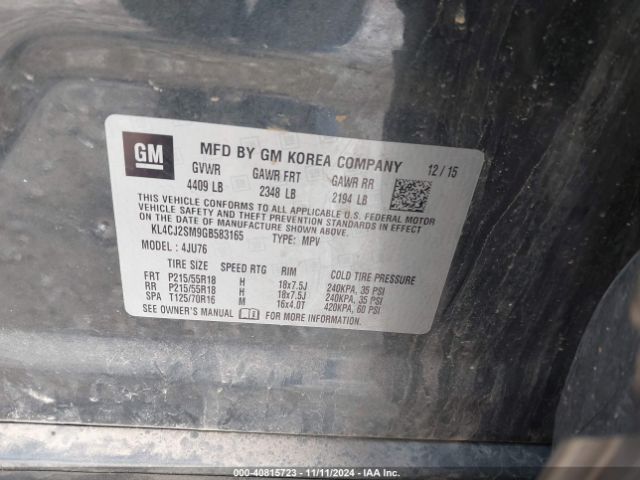 GM
MFD BY GM KOREA COMPANY 12 / 15
GVWR GAWR FRT GAWR RR
4409 LB 2348 LB 2194 LB
THIS VEHICLE CONFORMS TO ALL APPLICABLE U.S. FEDERAL MOTOR
VEHICLE SAFETY AND THEFT PREVENTION STANDARDS IN EFFECT
ON THE DATE OF MANUFACTURE SHOWN ABOVE.
KL4CJ2SM9GB583165 TYPE: MPV
MODEL : 4JU76
TIRE SIZE SPEED RTG RIM COLD TIRE PRESSURE
FRT P215/55R18 H 18x7.5J 240KPA, 35 PSI
RR P215/55R18 H 18x7.5J 240KPA, 35 PSI
SPA T125/70R16 M 16x4.0T 420KPA, 60 PSI
SEE OWNER'S MANUAL FOR MORE INFORMATION.
000-40815723 - 11/11/2024 - IAA Inc.